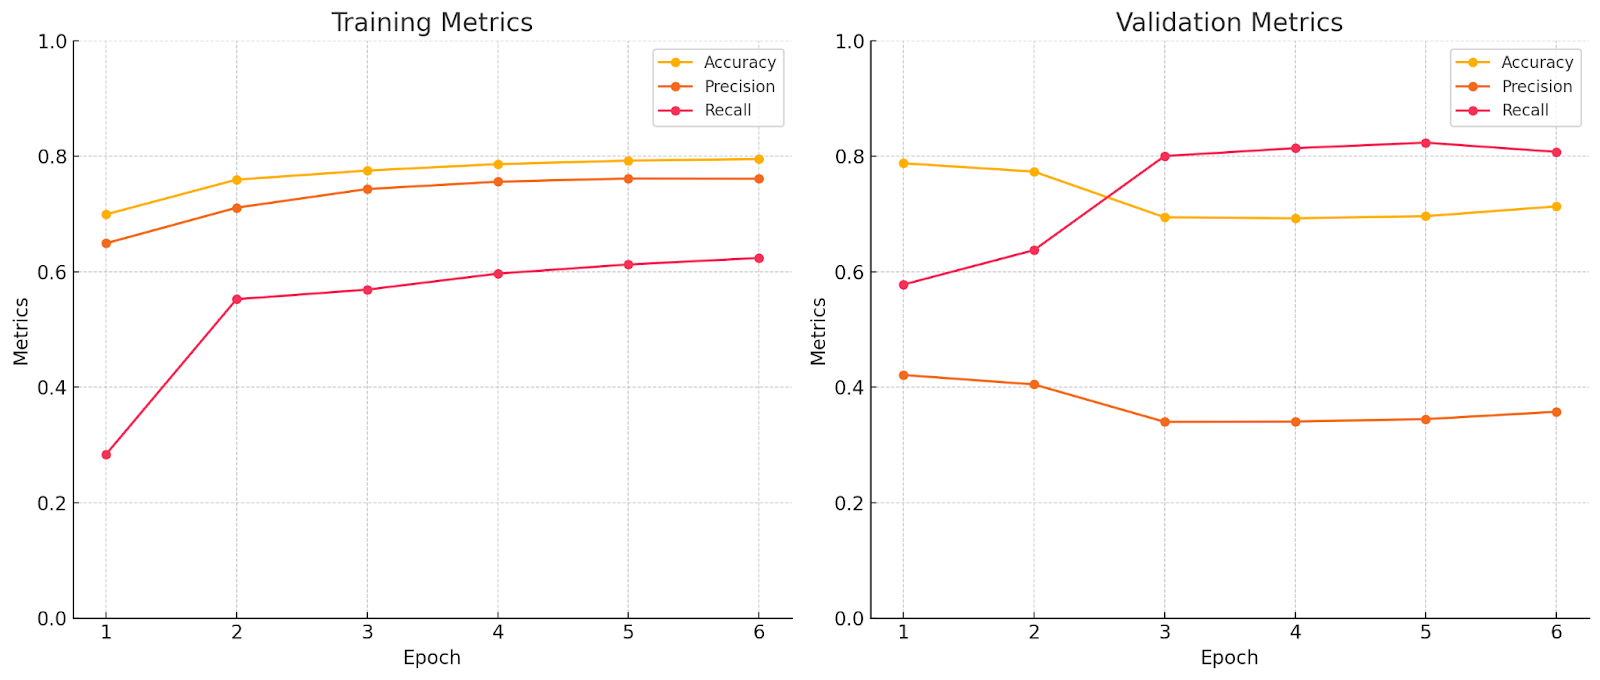 Training Metrics
1.0
0.8
0.6
0.4
0.2
0.0
Metrics
Accuracy
Precision
Recall
1 2 3 4 5 6
Epoch
Validation Metrics
1.0
0.8
0.6
0.4
0.2
0.0
Metrics
Accuracy
Precision
Recall
1 2 3 4 5 6
Epoch